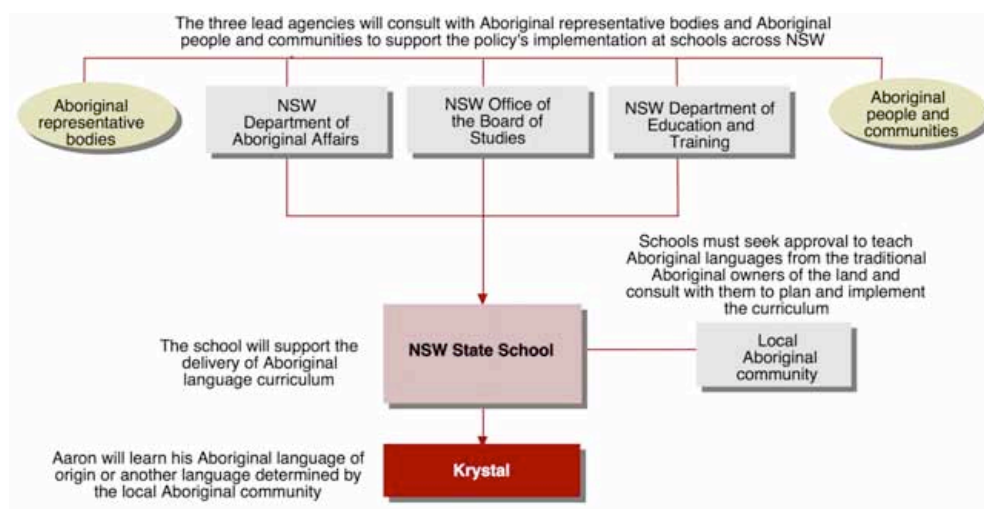 The three lead agencies will consult with Aboriginal representative bodies and Aboriginal
people and communities to support the policy's implementation at schools across NSW
Aboriginal
representative
bodies
NSW
Department of
Aboriginal Affairs
NSW Office of
the Board of
Studies
NSW Department of
Education and
Training
Aboriginal
people and
communities
Schools must seek approval to teach
Aboriginal languages from the traditional
Aboriginal owners of the land and
consult with them to plan and implement
the curriculum
The school will support the
delivery of Aboriginal
language curriculum
NSW State School
Local
Aboriginal
community
Aaron will learn his Aboriginal language of
origin or another language determined by
the local Aboriginal community
Krystal